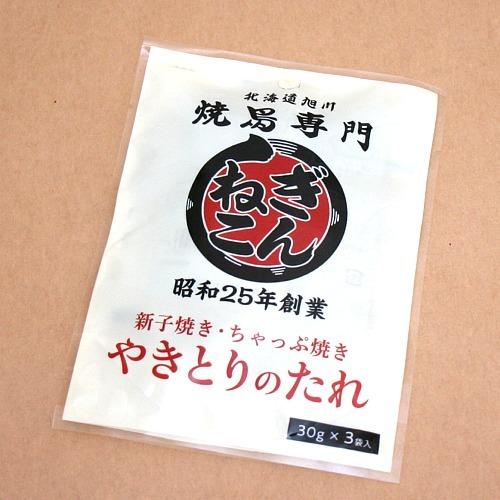 北海道旭川
焼鳥専門
ぎんねこ
昭和25年創業
新子焼き・ちゃっぷ焼き
やきとりのたれ
30g × 3袋入